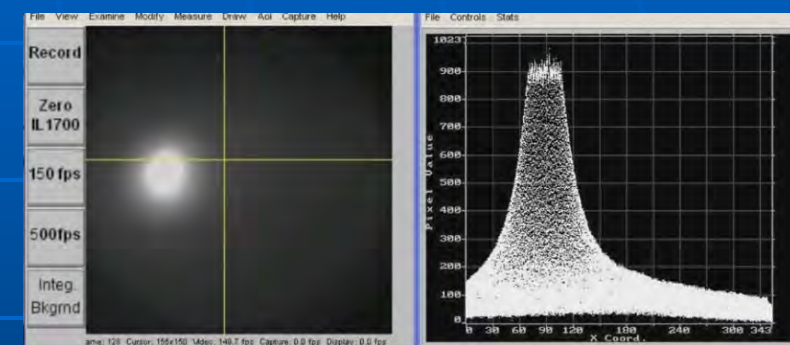 File View Examine Modify Measure Draw AoI Capture Help
Record
Zero
IL1700
150 fps
500fps
Integ.
Bkgrnd
ame: 128 Cursor: 155x150 Video: 148.7 fps Capture: 0.0 fps Display: 0.0 fps
File Controls Stats
1023
900
800
700
600
500
400
300
200
100
0
Pixel Value
0 30 60 90 120 180 240 300 343
X Coord.